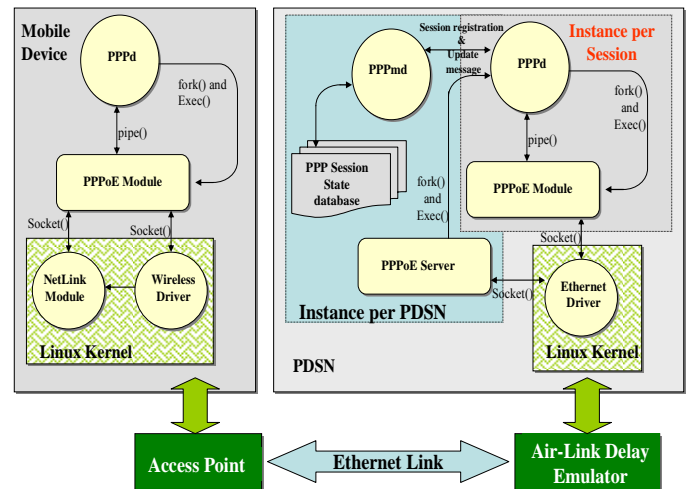 Mobile
Device
PPPd
fork() and
Exec()
pipe()
PPPoE Module
Socket()
Socket()
NetLink
Module
Wireless
Driver
Linux Kernel
Session registration
&
Update
message
Instance per
Session
PPPmd
PPPd
fork()
and
Exec()
pipe()
PPP Session
State
database
fork()
and
Exec()
PPPoE Module
Socket()
PPPoE Server
Socket()
Ethernet
Driver
Instance per PDSN
Linux Kernel
PDSN
Access Point
Ethernet Link
Air-Link Delay
Emulator